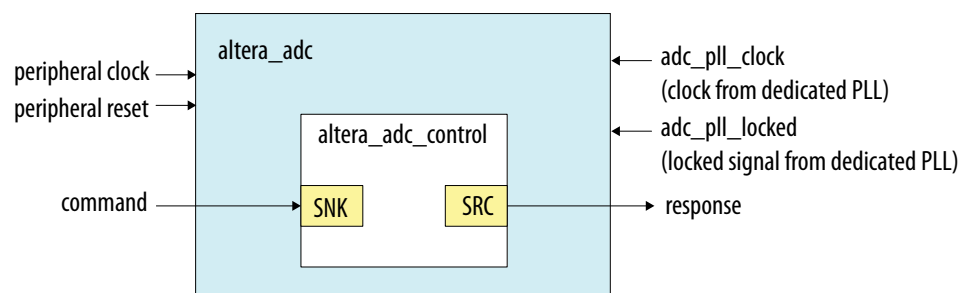 altera_adc
peripheral clock
peripheral reset
adc_pll_clock
(clock from dedicated PLL)
adc_pll_locked
(locked signal from dedicated PLL)
altera_adc_control
command
SNK
SRC
response